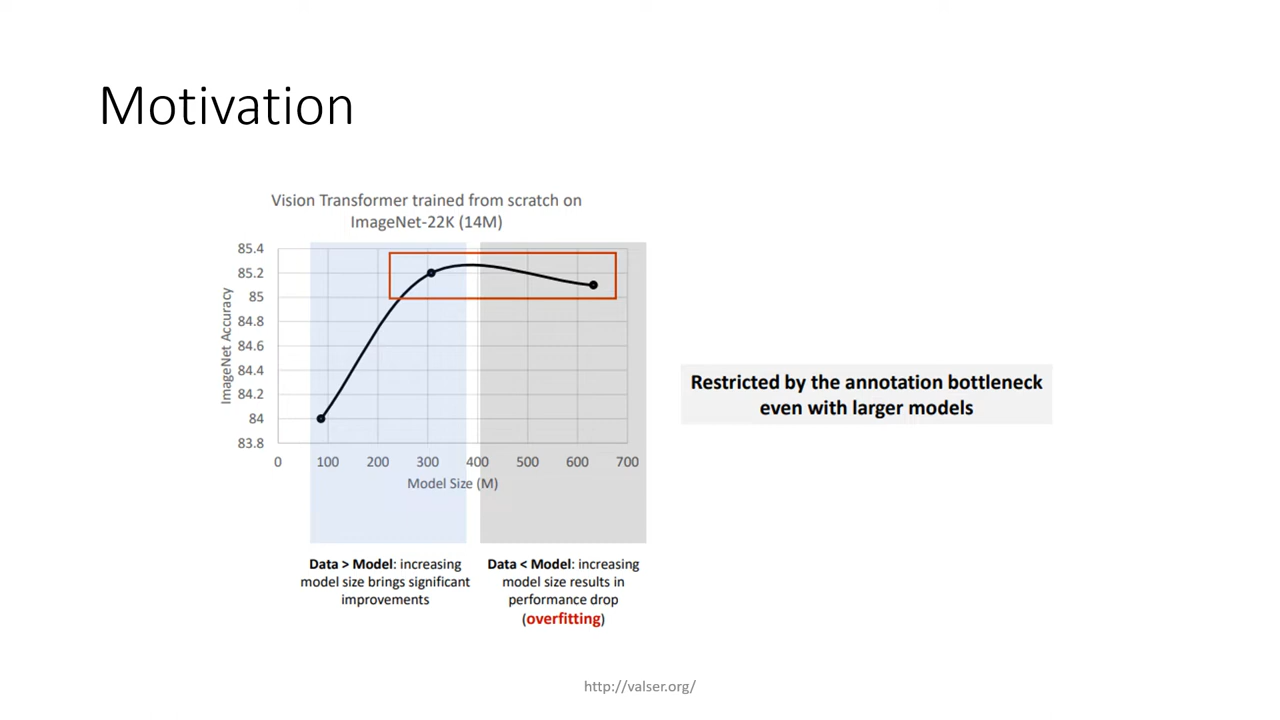 Motivation
Vision Transformer trained from scratch on
ImageNet-22K (14M)
85.4
85.2
85
84.8
84.6
84.4
84.2
84
83.8
ImageNet Accuracy
0 100 200 300 400 500 600 700
Model Size (M)
Data > Model: increasing
model size brings significant
improvements
Data < Model: increasing
model size results in
performance drop
(overfitting)
Restricted by the annotation bottleneck
even with larger models
http://valser.org/